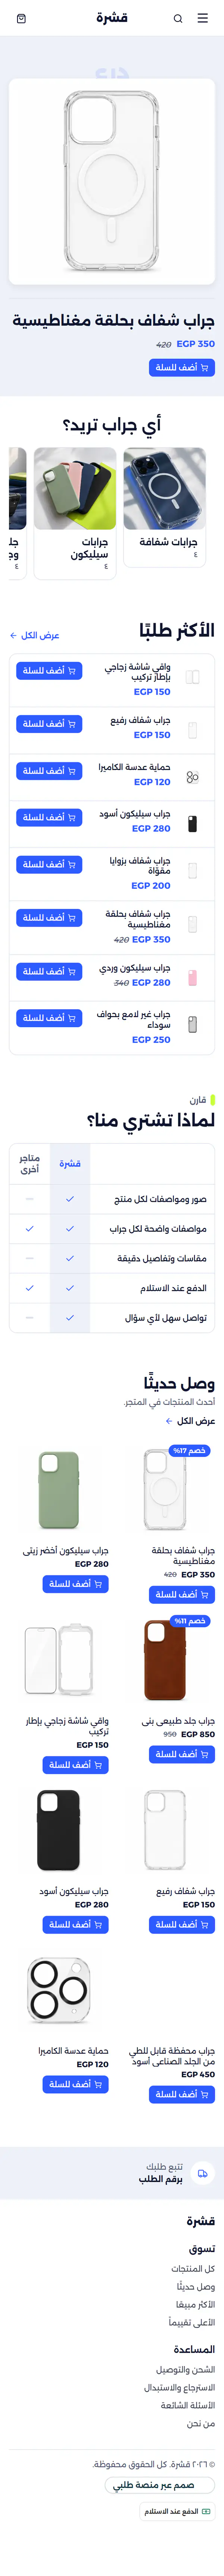 قشرة
جراب شفاف بحلقة مغناطيسية
EGP 350 420
أضف للسلة
أي جراب تريد؟
جرابات شفافة
٤
جرابات
سيليكون
٤
الأكثر طلبًا
عرض الكل
واقي شاشة زجاجي
بإطار تركيب
EGP 150
أضف للسلة
جراب شفاف رفيع
EGP 150
أضف للسلة
حماية عدسة الكاميرا
EGP 120
أضف للسلة
جراب سيليكون أسود
EGP 280
أضف للسلة
جراب شفاف بزوايا
مقوّاة
EGP 200
أضف للسلة
جراب شفاف بحلقة
مغناطيسية
EGP 350 420
أضف للسلة
جراب سيليكون وردي
EGP 280 340
أضف للسلة
جراب غير لامع بحواف
سوداء
EGP 250
أضف للسلة
قارن
لماذا تشتري منا؟
قشرة
متاجر
أخرى
صور ومواصفات لكل منتج
مواصفات واضحة لكل جراب
مقاسات وتفاصيل دقيقة
الدفع عند الاستلام
تواصل سهل لأي سؤال
وصل حديثًا
أحدث المنتجات في المتجر.
عرض الكل
خصم 17%
جراب شفاف بحلقة
مغناطيسية
EGP 350 420
أضف للسلة
جراب سيليكون أخضر زيتي
EGP 280
أضف للسلة
خصم 11%
جراب جلد طبيعي بني
EGP 850 950
أضف للسلة
واقي شاشة زجاجي بإطار
تركيب
EGP 150
أضف للسلة
جراب شفاف رفيع
EGP 150
أضف للسلة
جراب سيليكون أسود
EGP 280
أضف للسلة
جراب محفظة قابل للطي
من الجلد الصناعي أسود
EGP 450
أضف للسلة
حماية عدسة الكاميرا
EGP 120
أضف للسلة
تتبع طلبك
برقم الطلب
قشرة
تسوق
كل المنتجات
وصل حديثًا
الأكثر مبيعًا
الأعلى تقييماً
المساعدة
الشحن والتوصيل
الاسترجاع والاستبدال
الأسئلة الشائعة
من نحن
© ٢٠٢٦ قشرة. كل الحقوق محفوظة.
صمم عبر منصة طلبي
الدفع عند الاستلام